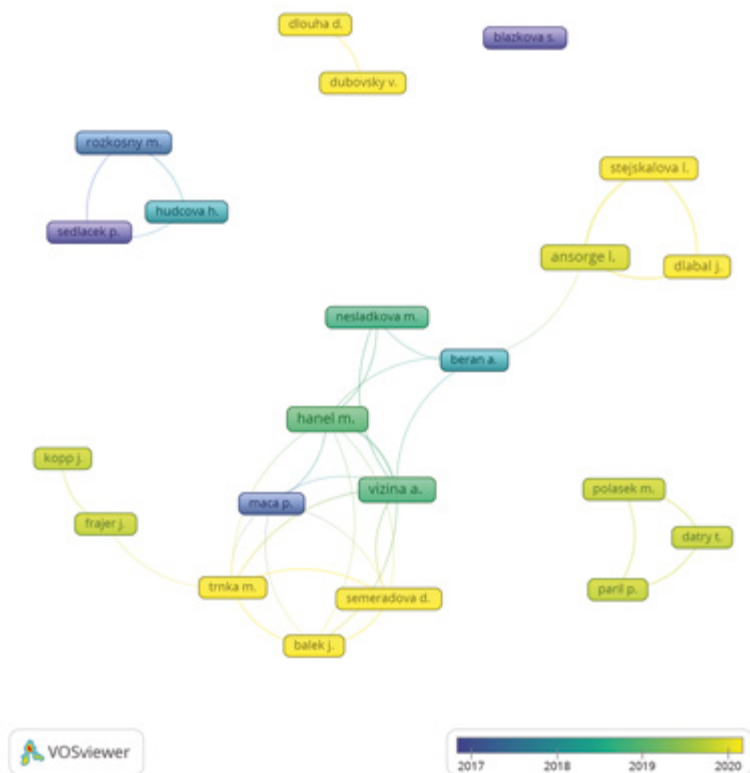 dlouha d.
blazkova s.
dubovsky v.
rozkosny m.
stejskalova l.
hudcova h.
sedlacek p.
ansorge l.
dlabal j.
nesladkova m.
beran a.
hanel m.
kopp j.
vizina a.
polasek m.
maca p.
frajer j.
datry t.
trnka m.
paril p.
semeradova d.
balek j.
VOSviewer
2017 2018 2019 2020